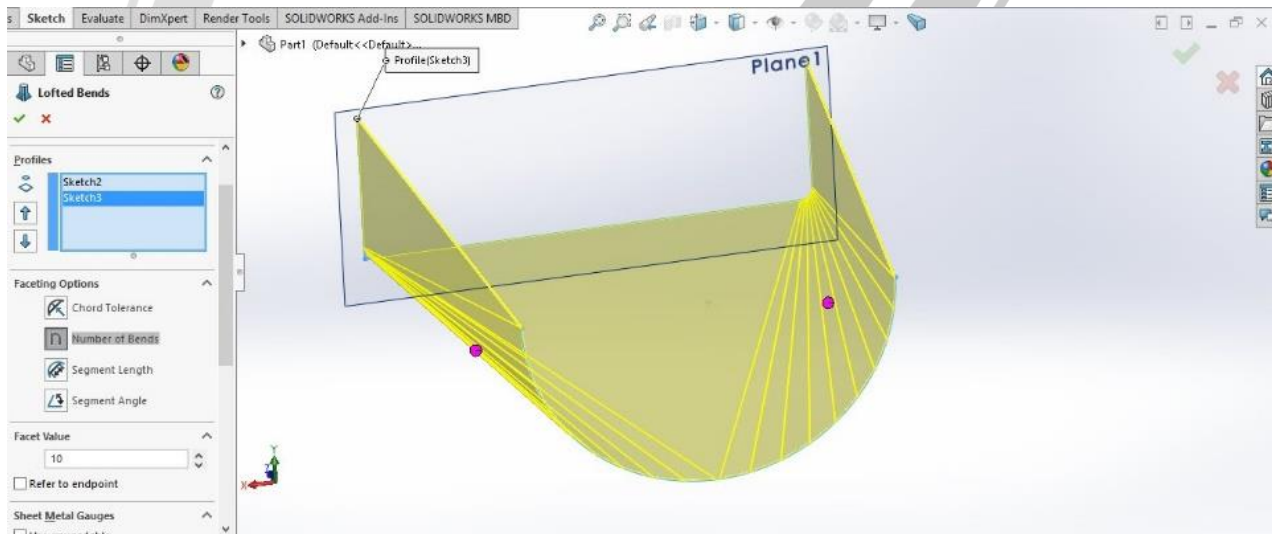 s Sketch Evaluate DimXpert Render Tools SOLIDWORKS Add-Ins SOLIDWORKS MBD
Part1 (Default<<Default>...
Profile(Sketch3)
Plane1
Lofted Bends
Profiles
Sketch2
Sketch3
Faceting Options
Chord Tolerance
Number of Bends
Segment Length
Segment Angle
Facet Value
10
Refer to endpoint
Sheet Metal Gauges
X
Y
Z